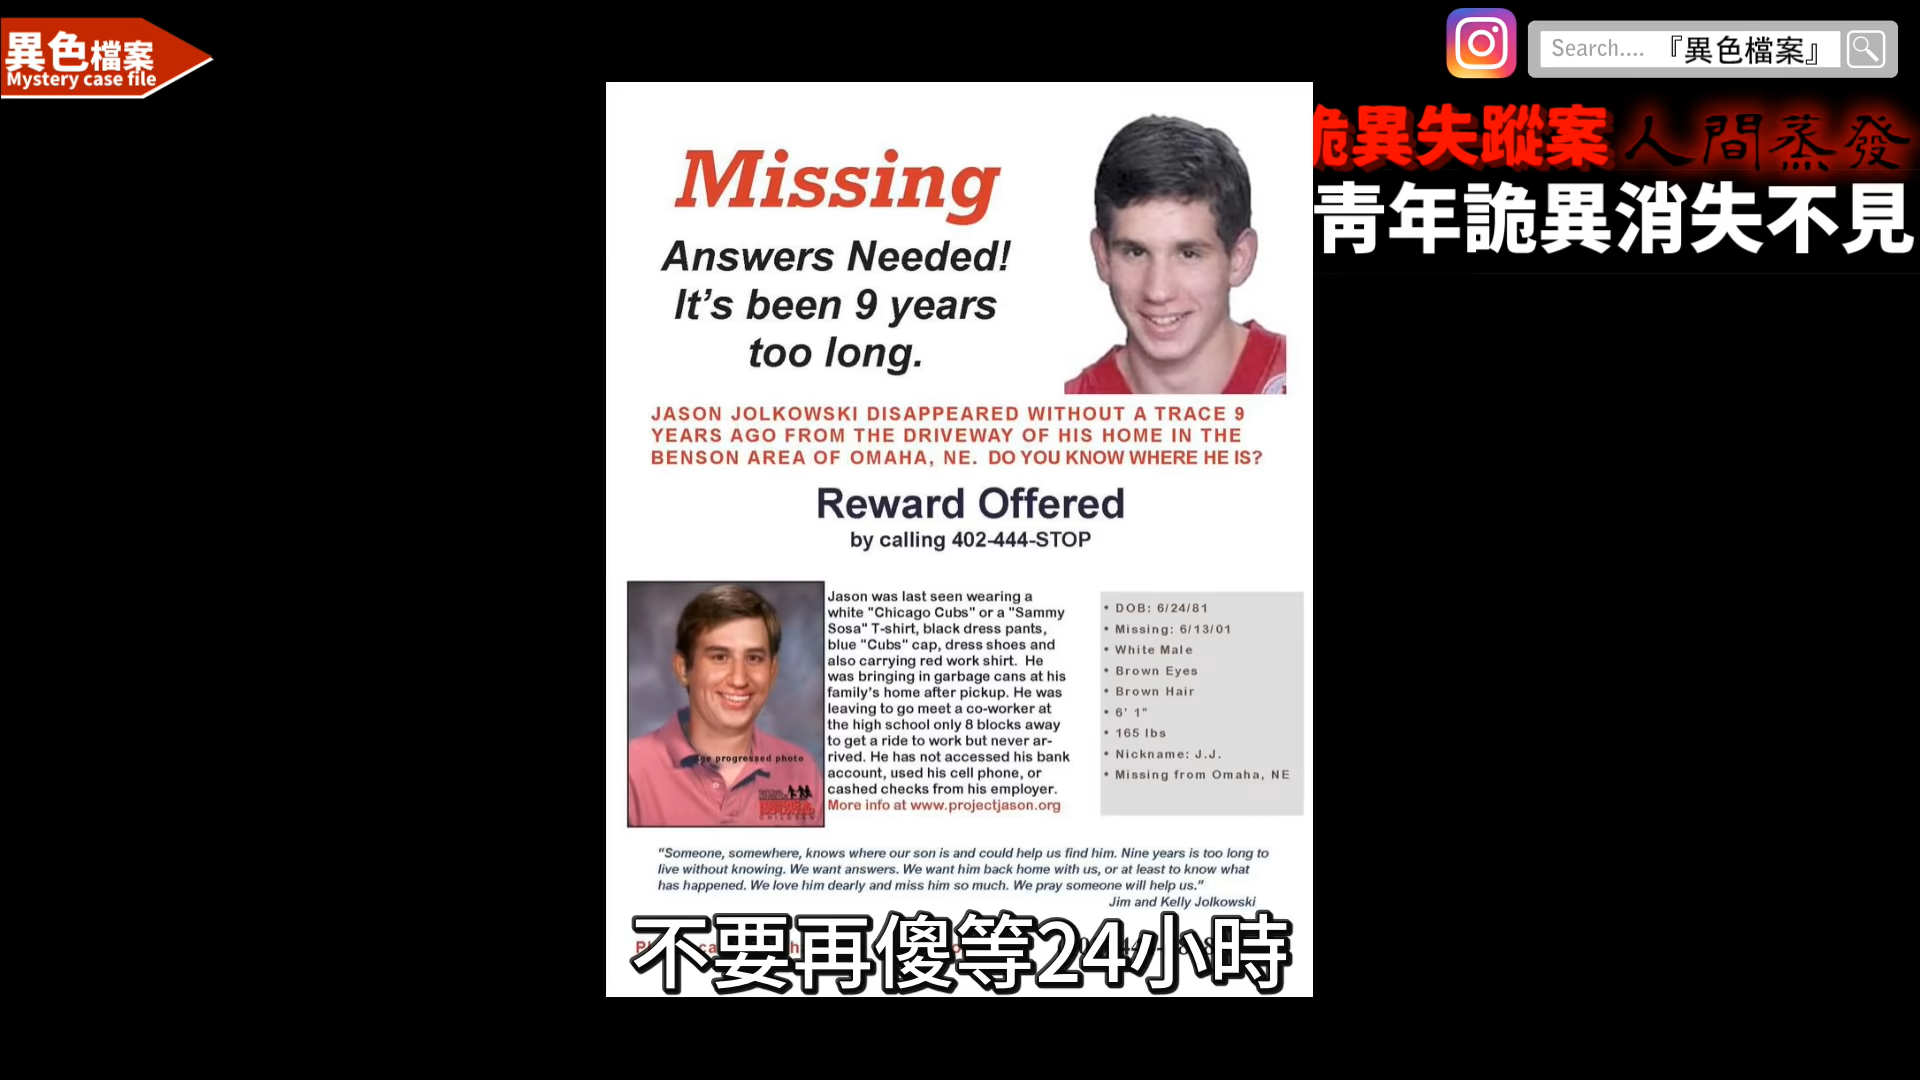 異色檔案
Mystery case file
Search.... 『異色檔案』
詭異失蹤案 人間蒸發
青年詭異消失不見
Missing
Answers Needed!
It's been 9 years
too long.
JASON JOLKOWSKI DISAPPEARED WITHOUT A TRACE 9
YEARS AGO FROM THE DRIVEWAY OF HIS HOME IN THE
BENSON AREA OF OMAHA, NE. DO YOU KNOW WHERE HE IS?
Reward Offered
by calling 402-444-STOP
Jason was last seen wearing a
white "Chicago Cubs" or a "Sammy
Sosa" T-shirt, black dress pants,
blue "Cubs" cap, dress shoes and
also carrying red work shirt. He
was bringing in garbage cans at his
family's home after pickup. He was
leaving to go meet a co-worker at
the high school only 8 blocks away
to get a ride to work but never ar-
rived. He has not accessed his bank
account, used his cell phone, or
cashed checks from his employer.
More info at www.projectjason.org
Age progressed photo
• DOB: 6/24/81
• Missing: 6/13/01
• White Male
• Brown Eyes
• Brown Hair
• 6' 1"
• 165 lbs
• Nickname: J.J.
• Missing from Omaha, NE
"Someone, somewhere, knows where our son is and could help us find him. Nine years is too long to
live without knowing. We want answers. We want him back home with us, or at least to know what
has happened. We love him dearly and miss him so much. We pray someone will help us."
Jim and Kelly Jolkowski
不要再傻等24小時